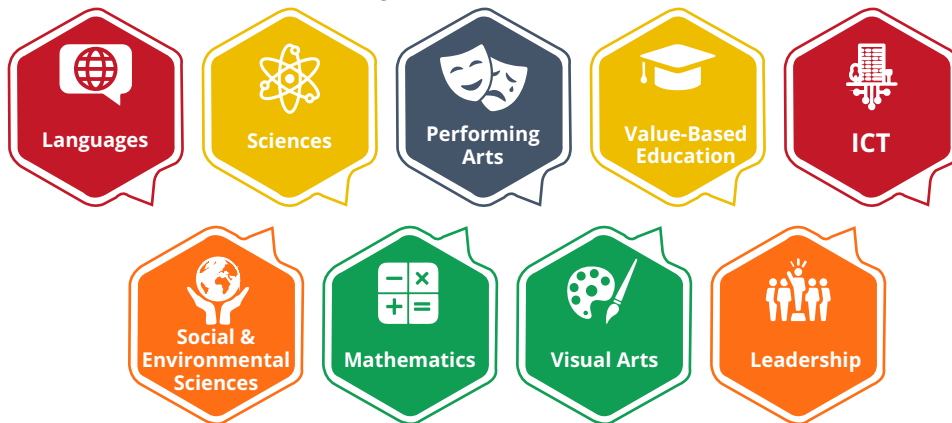 Languages
Sciences
Performing
Arts
Value-Based
Education
ICT
Social &
Environmental
Sciences
Mathematics
Visual Arts
Leadership